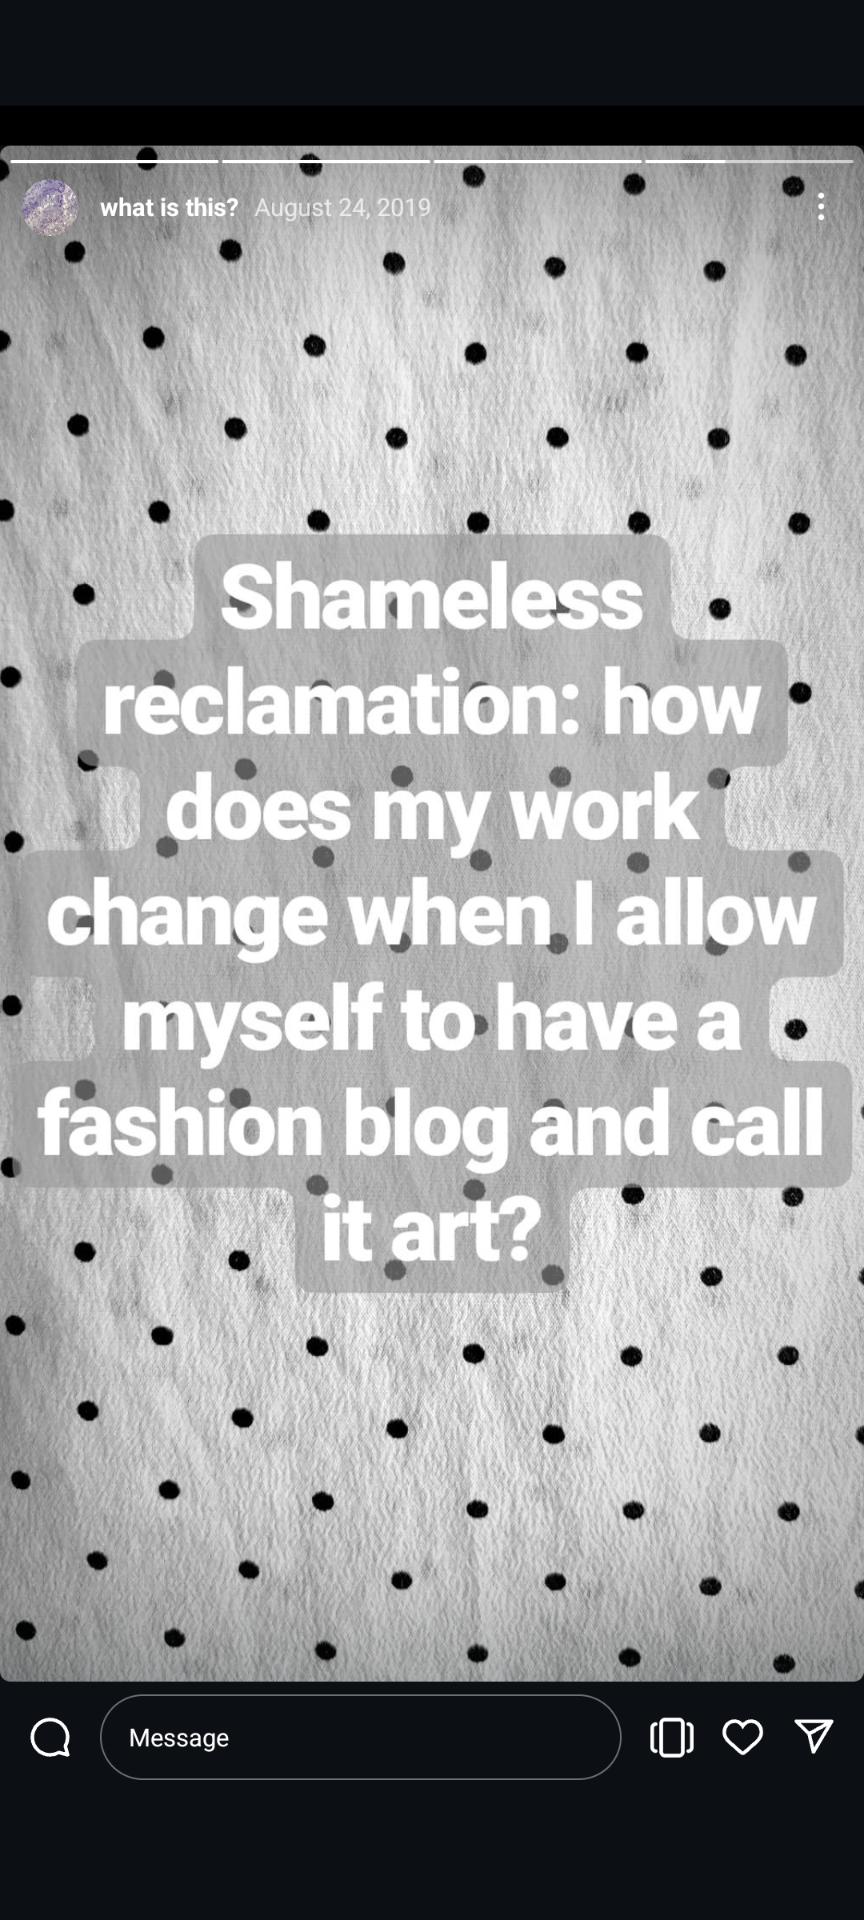 what is this? August 24, 2019
Shameless
reclamation: how
does my work
change when I allow
myself to have a
fashion blog and call
it art?
Message